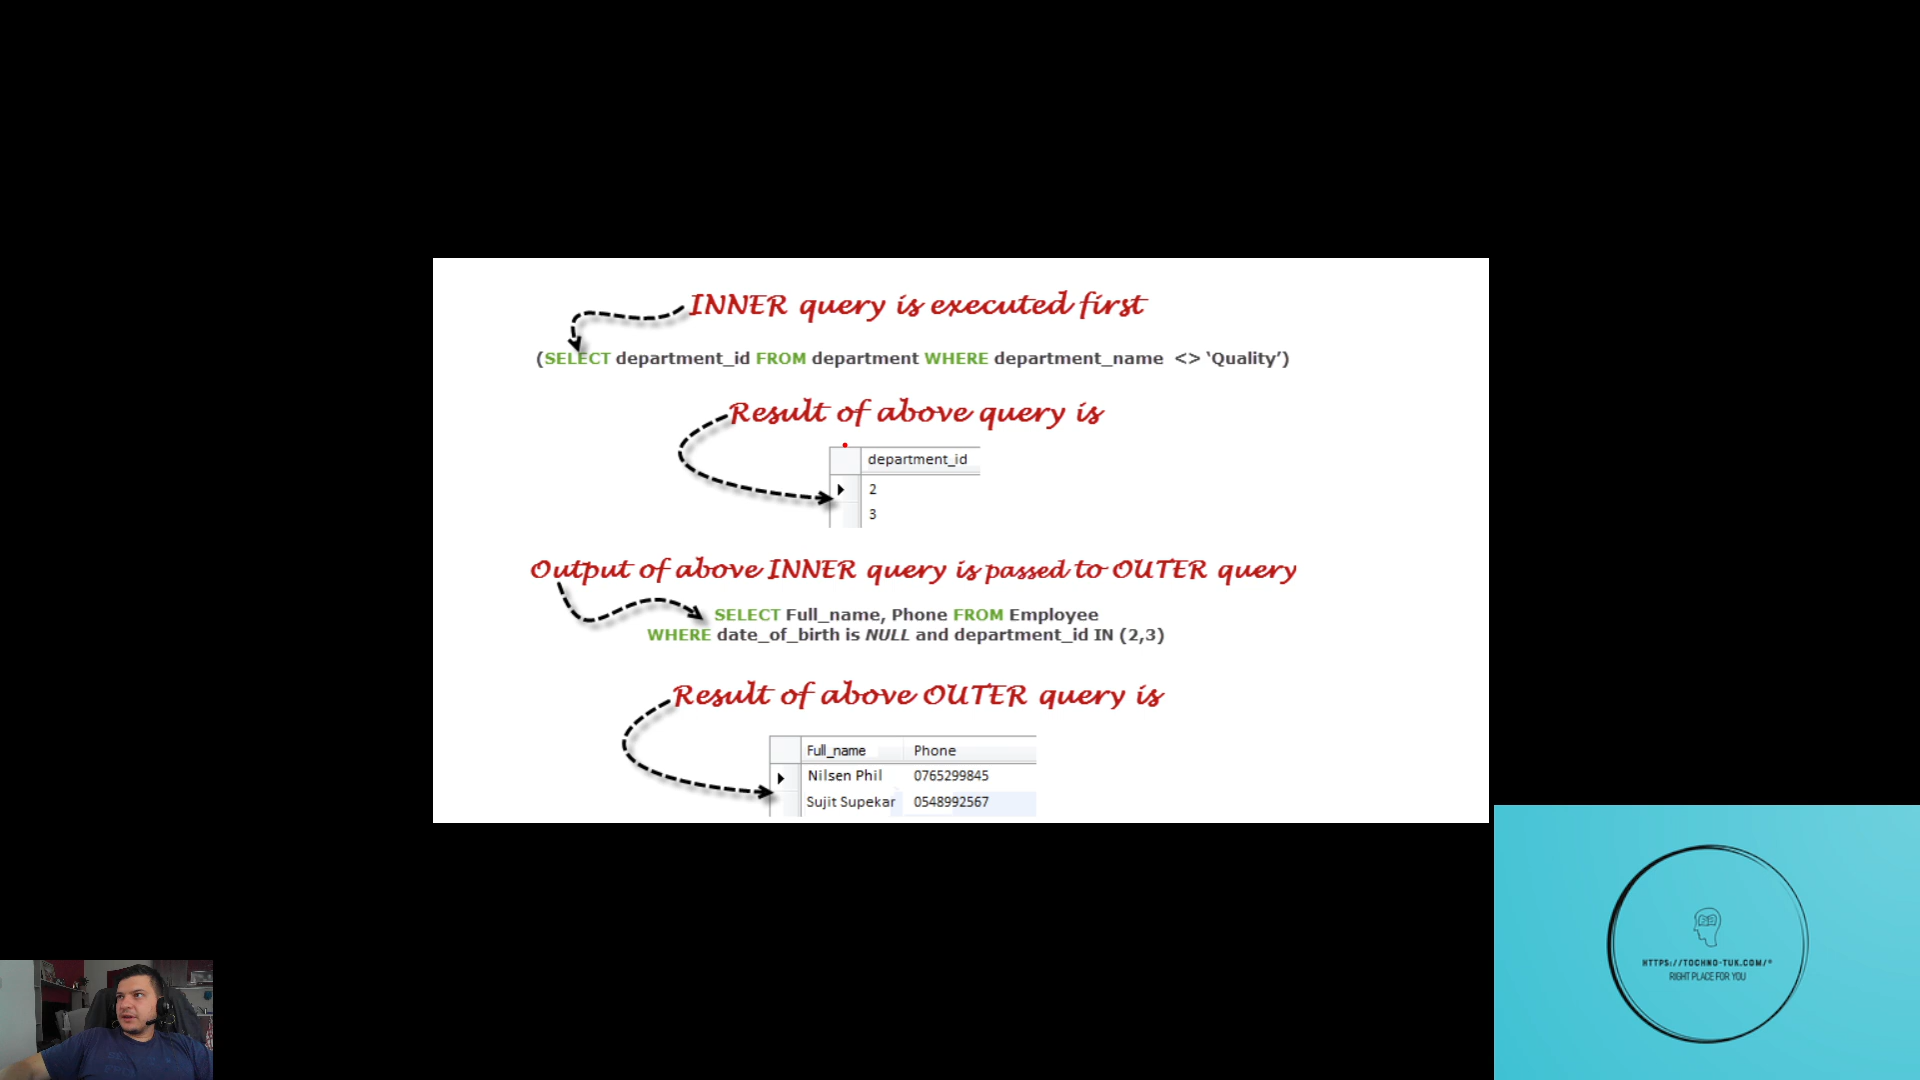 INNER query is executed first
(SELECT department_id FROM department WHERE department_name <> ‘Quality’)
Result of above query is
department_id
2
3
Output of above INNER query is passed to OUTER query
SELECT Full_name, Phone FROM Employee
WHERE date_of_birth is NULL and department_id IN (2,3)
Result of above OUTER query is
Full_name Phone
Nilsen Phil 0765299845
Sujit Supekar 0548992567
HTTPS://TOCHNO-TUK.COM/*
RIGHT PLACE FOR YOU